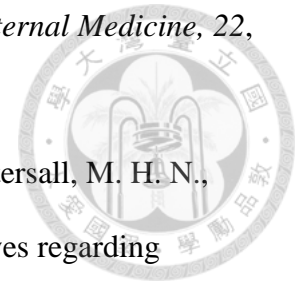 ternal Medicine, 22,
ersall, M. H. N.,
ves regarding